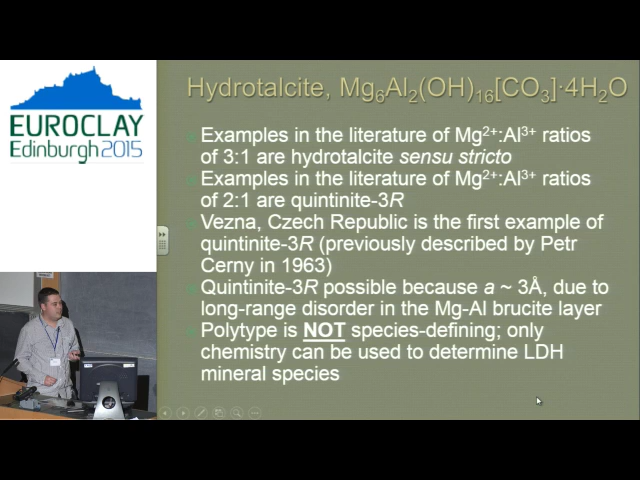 EUROCLAY
Edinburgh 2015
Hydrotalcite, Mg₆Al₂(OH)₁₆[CO₃]·4H₂O
Examples in the literature of Mg²⁺:Al³⁺ ratios
of 3:1 are hydrotalcite sensu stricto
Examples in the literature of Mg²⁺:Al³⁺ ratios
of 2:1 are quintinite-3R
Vezna, Czech Republic is the first example of
quintinite-3R (previously described by Petr
Cerny in 1963)
Quintinite-3R possible because a ~ 3Å, due to
long-range disorder in the Mg-Al brucite layer
Polytype is NOT species-defining; only
chemistry can be used to determine LDH
mineral species